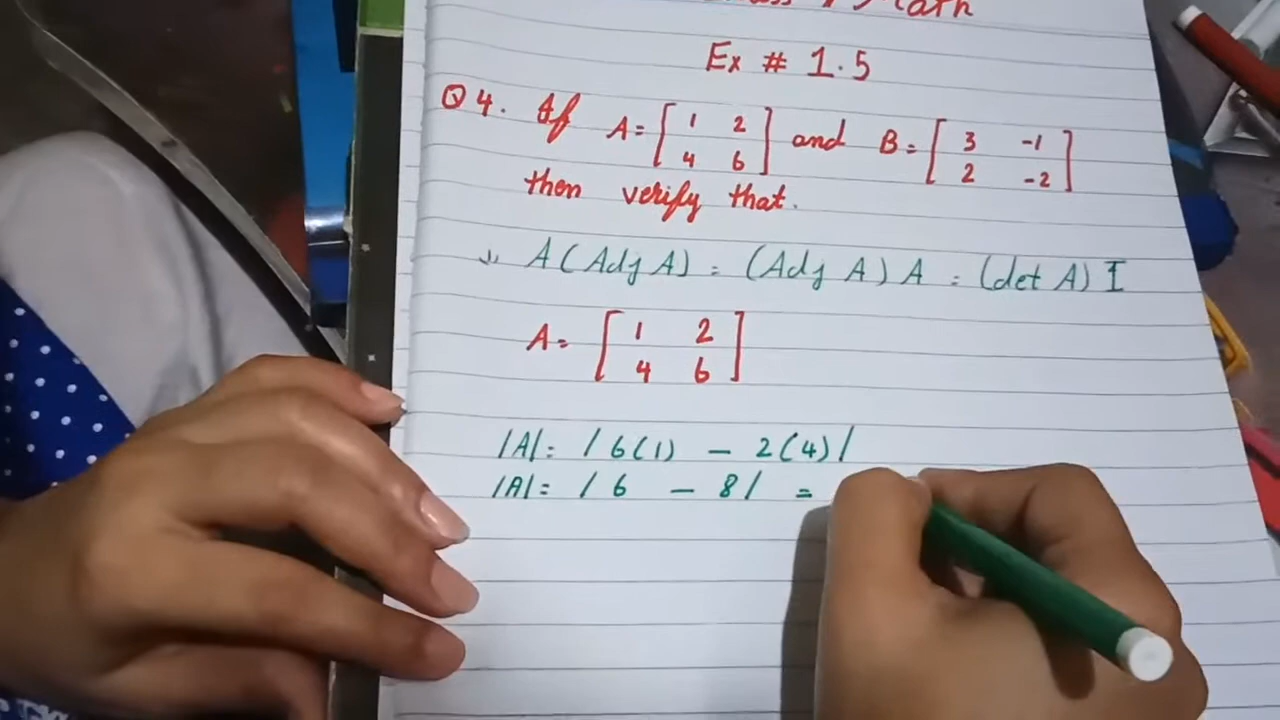 Math
Ex # 1.5
Q4. If A = [1 2 4 6] and B = [3 -1 2 -2]
then verify that.
A (Adj A) = (Adj A) A = (det A) I
A = [1 2 4 6]
|A| = | 6(1) - 2(4) |
|A| = | 6 - 8 | =